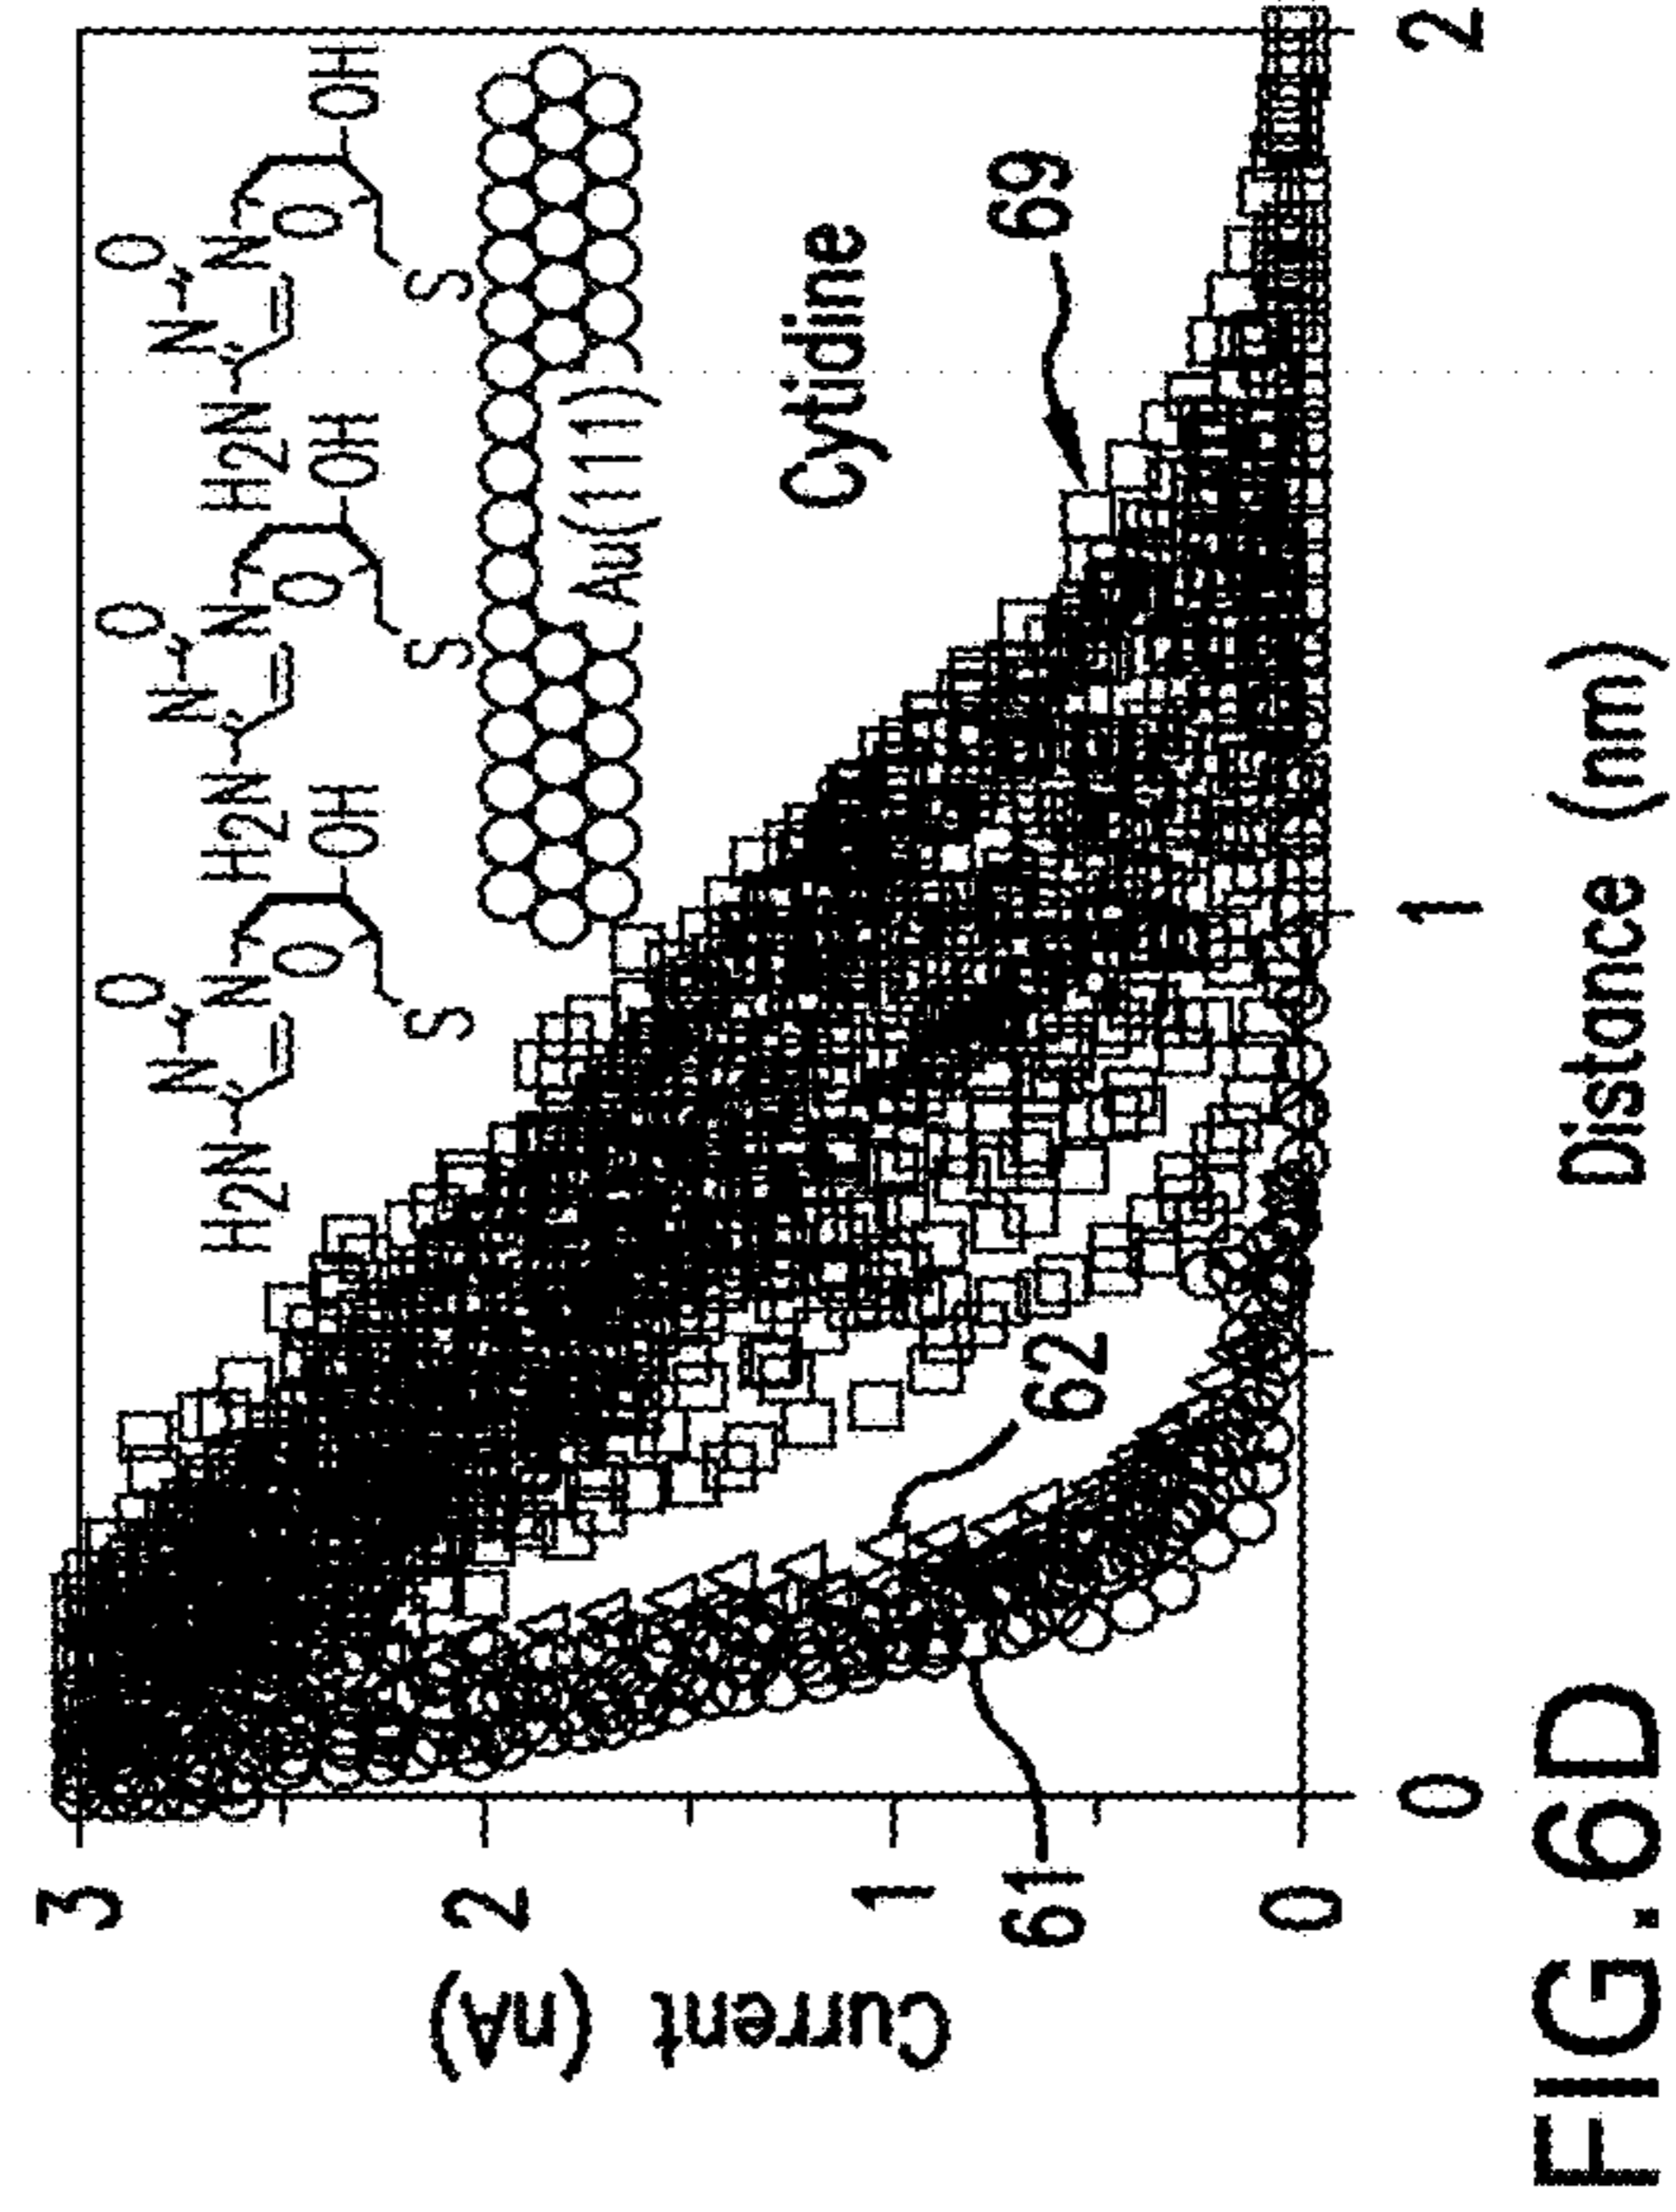 O O O
N N N
H2N N H2N N H2N N
O O O
OH OH OH
S S S
Au(111)
Cytidine
69
62
61
3
2
1
0
Current (nA)
0 1 2
Distance (nm)
FIG.6D